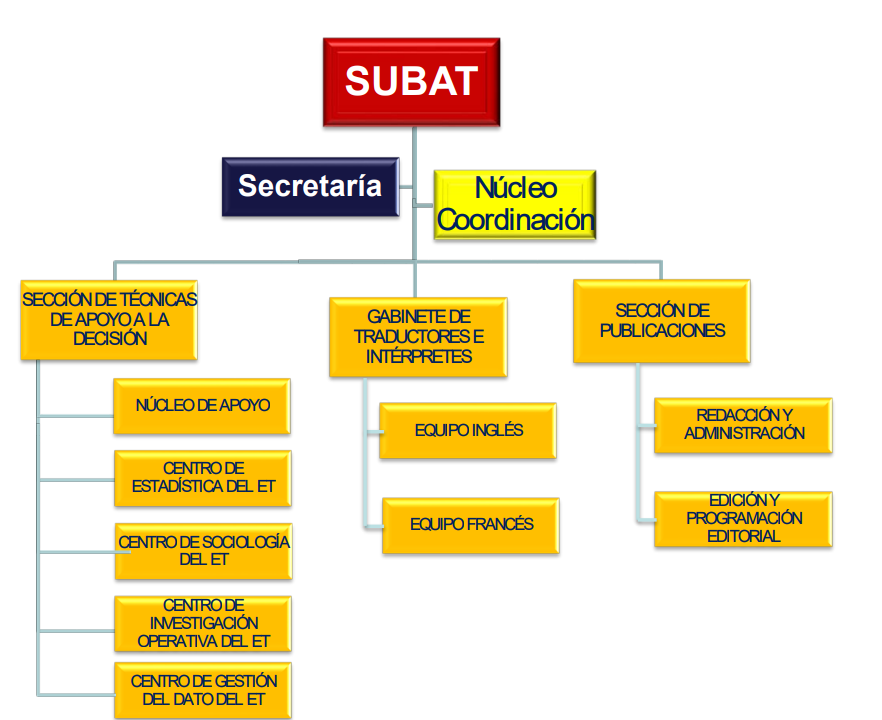 SUBAT
Secretaría
Núcleo
Coordinación
SECCIÓN DE TÉCNICAS
DE APOYO A LA
DECISIÓN
NÚCLEO DE APOYO
CENTRO DE
ESTADÍSTICA DEL ET
CENTRO DE SOCIOLOGÍA
DEL ET
CENTRO DE
INVESTIGACIÓN
OPERATIVA DEL ET
CENTRO DE GESTIÓN
DEL DATO DEL ET
GABINETE DE
TRADUCTORES E
INTÉRPRETES
EQUIPO INGLÉS
EQUIPO FRANCÉS
SECCIÓN DE
PUBLICACIONES
REDACCIÓN Y
ADMINISTRACIÓN
EDICIÓN Y
PROGRAMACIÓN
EDITORIAL